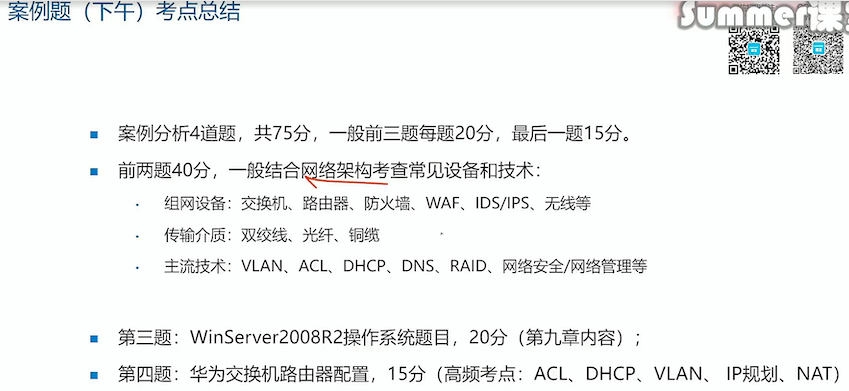 案例题（下午）考点总结
Summer课
案例分析4道题，共75分，一般前三题每题20分，最后一题15分。
前两题40分，一般结合网络架构考查常见设备和技术：
组网设备：交换机、路由器、防火墙、WAF、IDS/IPS、无线等
传输介质：双绞线、光纤、铜缆
主流技术：VLAN、ACL、DHCP、DNS、RAID、网络安全/网络管理等
第三题：WinServer2008R2操作系统题目，20分（第九章内容）；
第四题：华为交换机路由器配置，15分（高频考点：ACL、DHCP、VLAN、 IP规划、NAT）